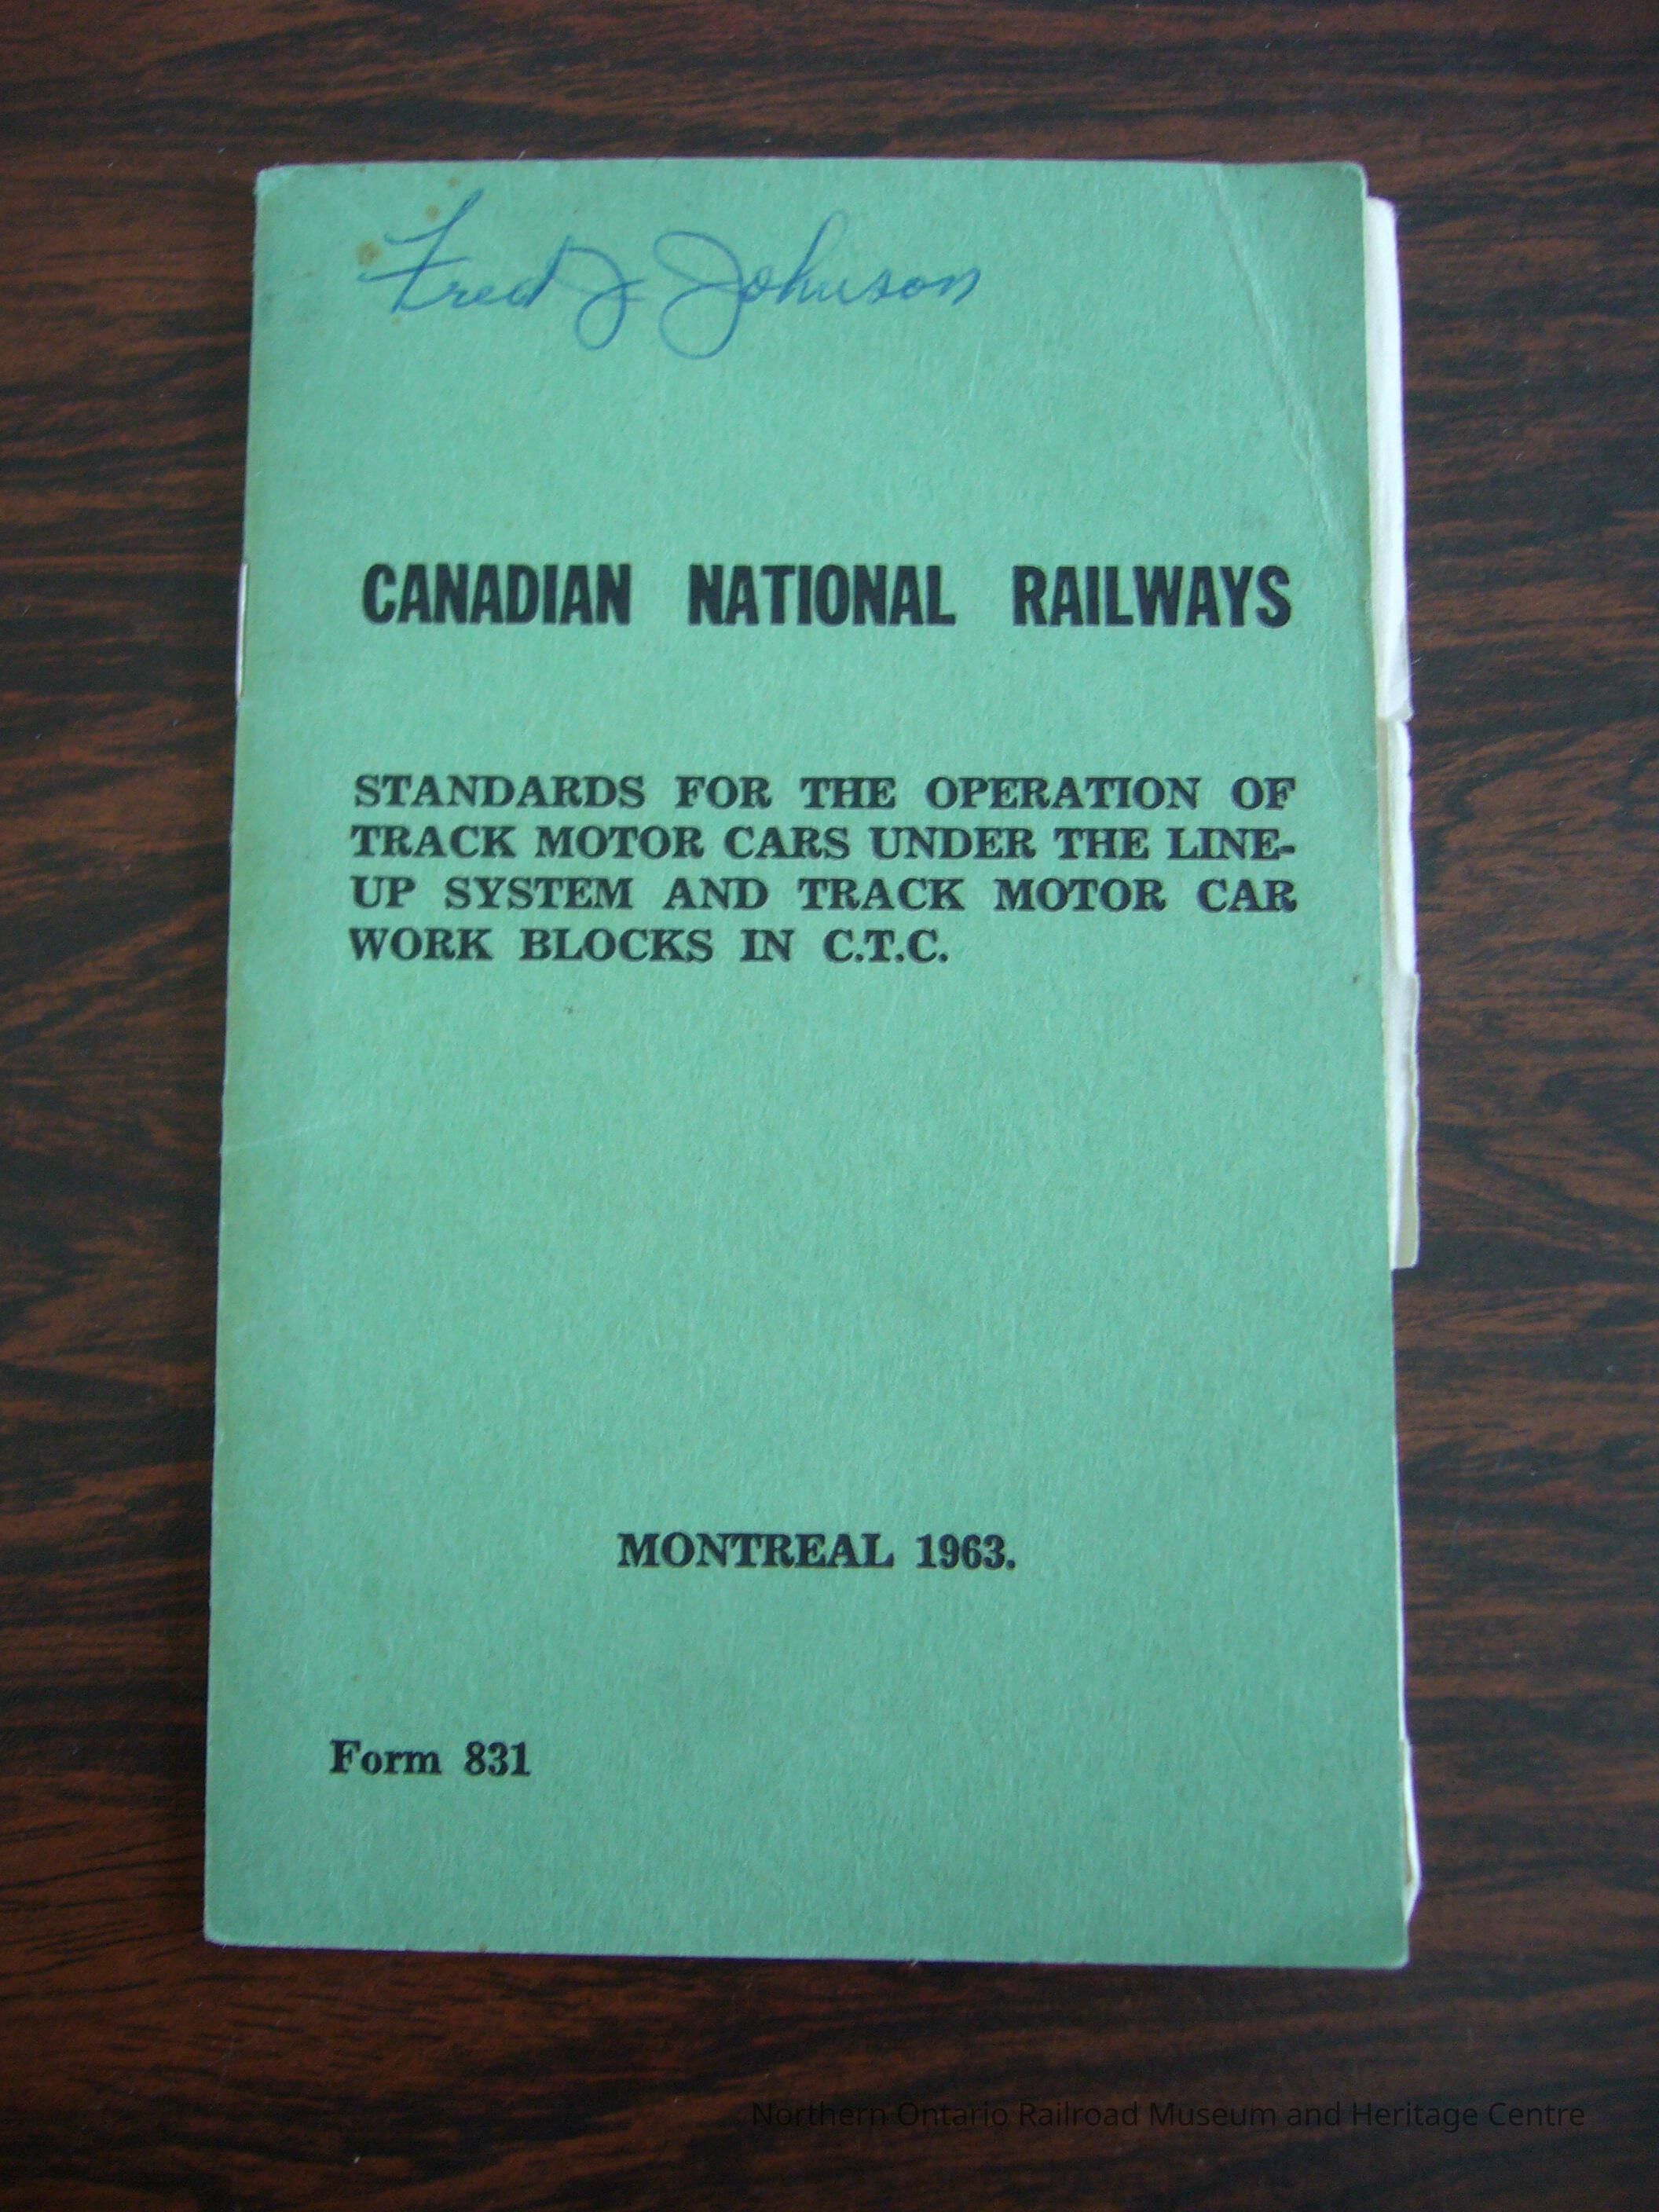 Fred J Johnson
CANADIAN NATIONAL RAILWAYS
STANDARDS FOR THE OPERATION OF
TRACK MOTOR CARS UNDER THE LINE-
UP SYSTEM AND TRACK MOTOR CAR
WORK BLOCKS IN C.T.C.
MONTREAL 1963.
Form 831
Northern Ontario Railroad Museum and Heritage Centre